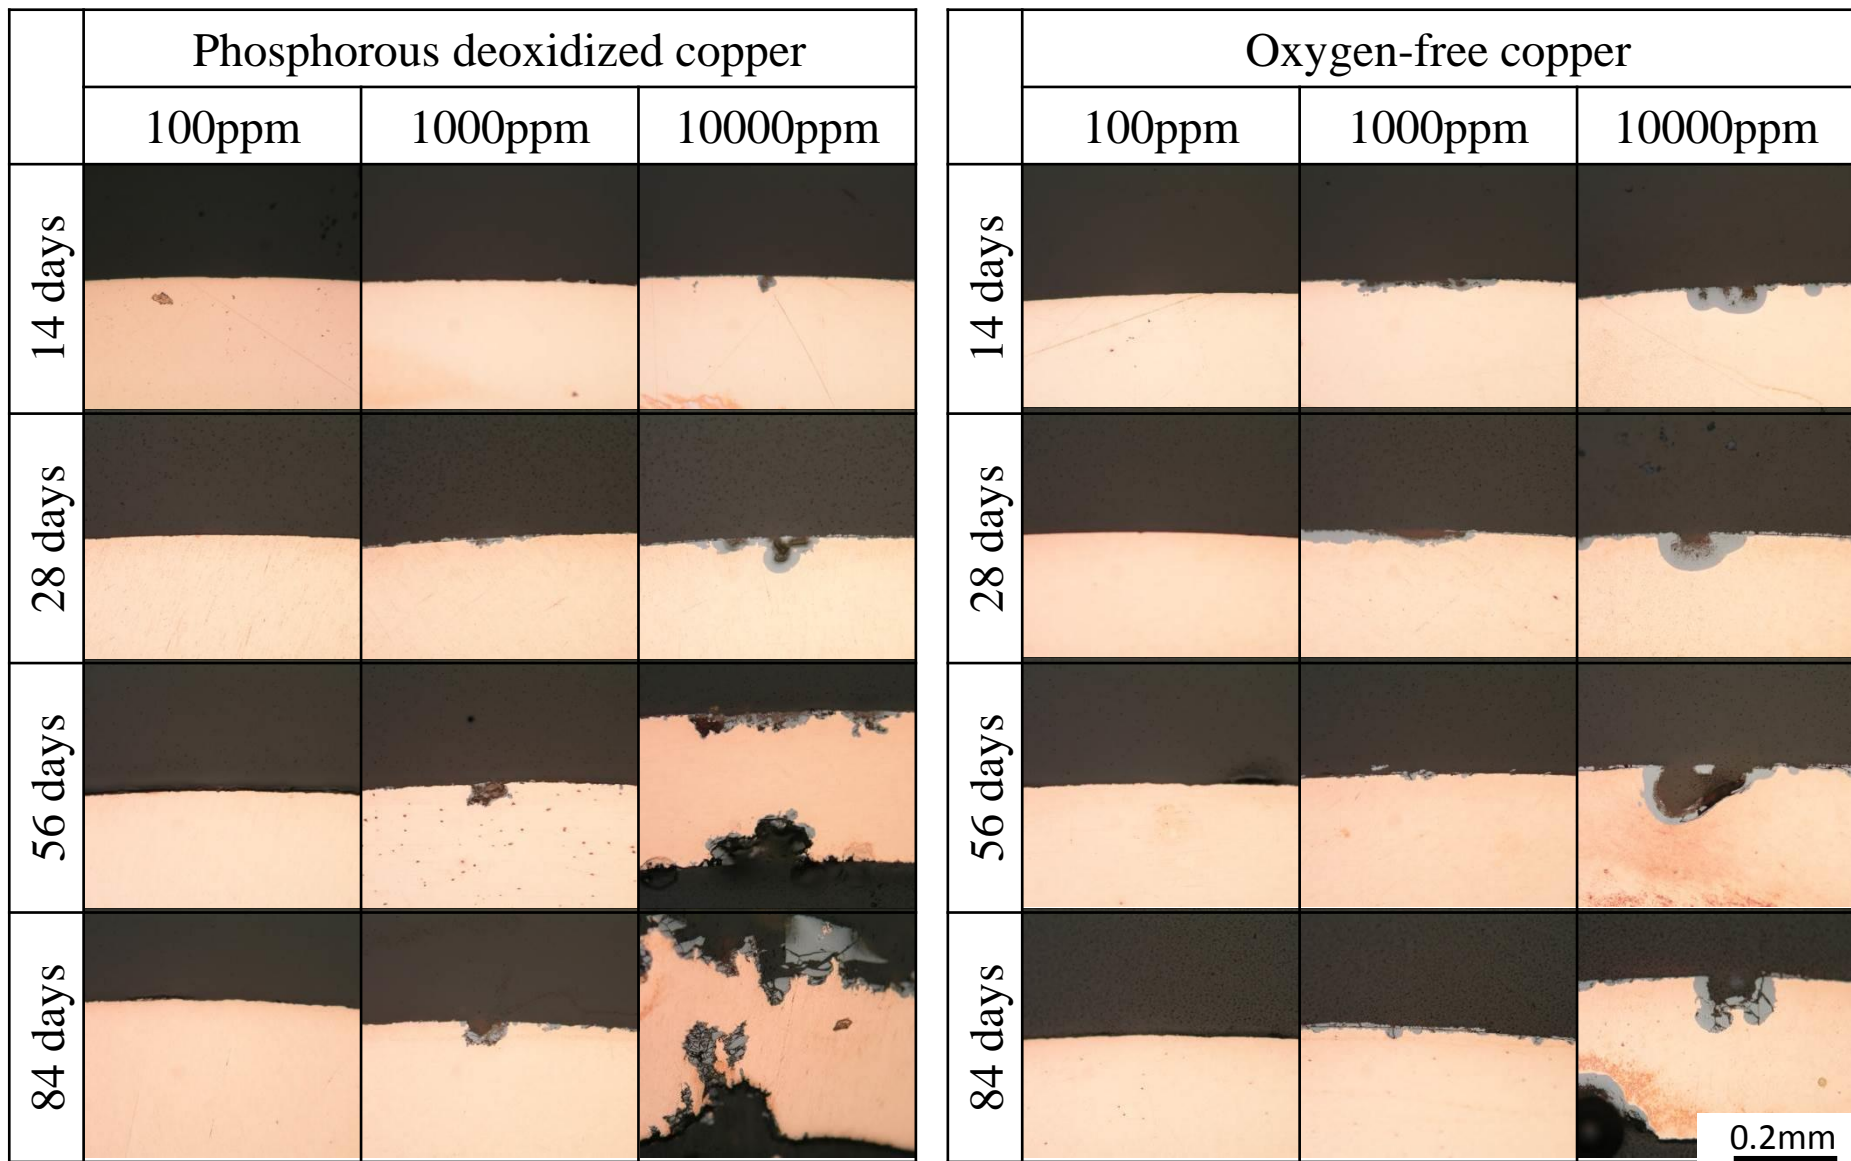 Phosphorous deoxidized copper
100ppm 1000ppm 10000ppm
14 days
28 days
56 days
84 days
Oxygen-free copper
100ppm 1000ppm 10000ppm
14 days
28 days
56 days
84 days
0.2mm